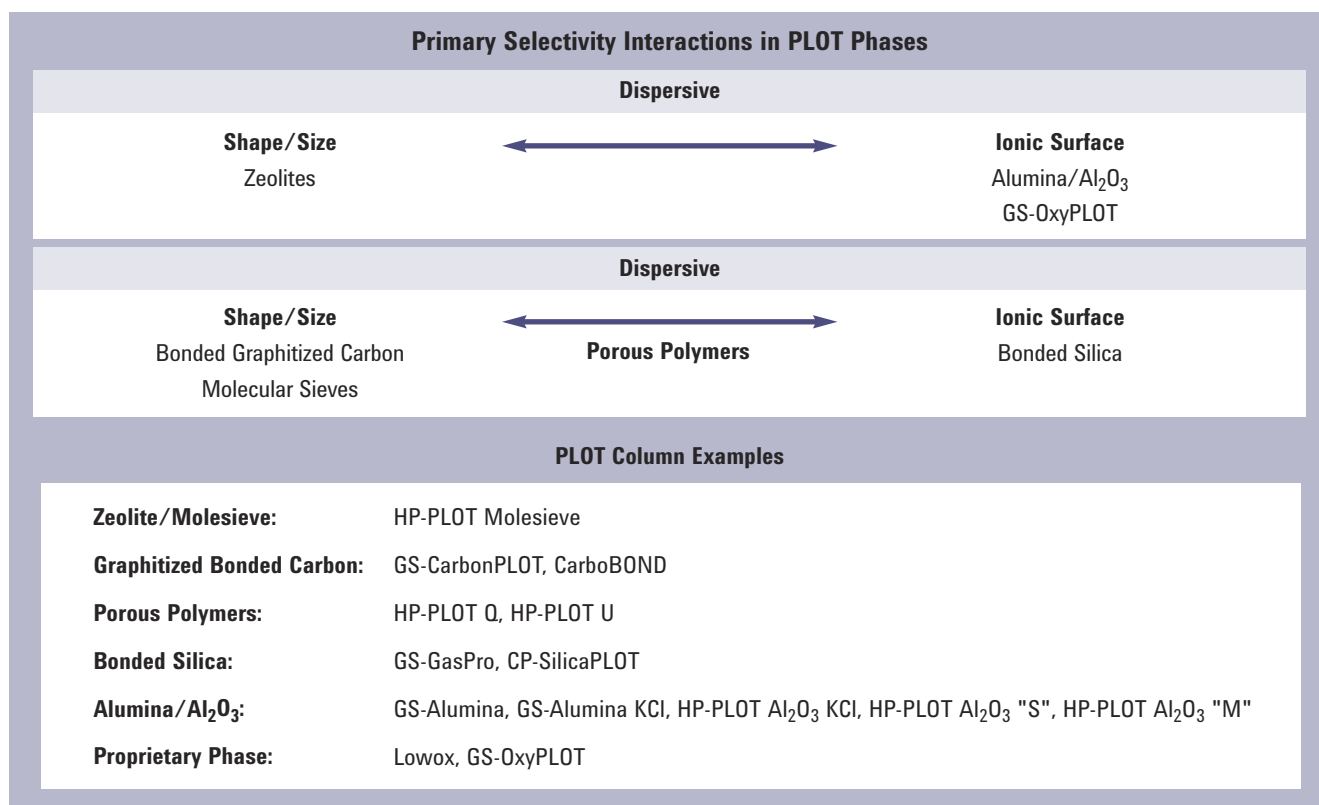 Primary Selectivity Interactions in PLOT Phases
Dispersive
Shape/Size Ionic Surface
Zeolites Alumina/Al₂O₃
GS-OxyPLOT
Dispersive
Shape/Size Ionic Surface
Bonded Graphitized Carbon Porous Polymers Bonded Silica
Molecular Sieves
PLOT Column Examples
Zeolite/Molesieve: HP-PLOT Molesieve
Graphitized Bonded Carbon: GS-CarbonPLOT, CarboBOND
Porous Polymers: HP-PLOT Q, HP-PLOT U
Bonded Silica: GS-GasPro, CP-SilicaPLOT
Alumina/Al₂O₃: GS-Alumina, GS-Alumina KCl, HP-PLOT Al₂O₃ KCl, HP-PLOT Al₂O₃ "S", HP-PLOT Al₂O₃ "M"
Proprietary Phase: Lowox, GS-OxyPLOT